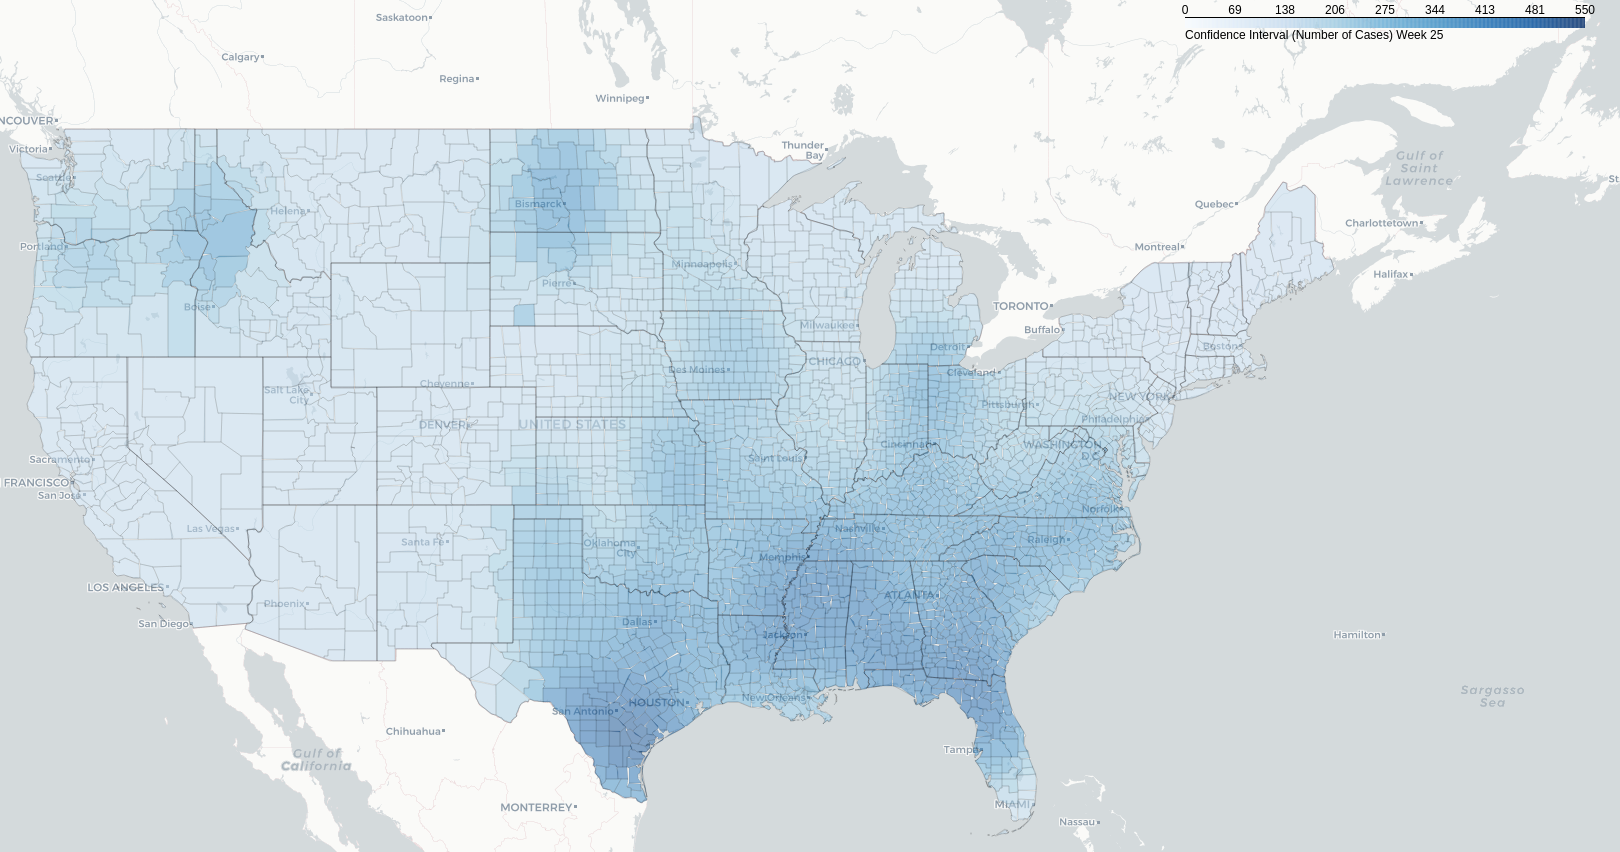 0 69 138 206 275 344 413 481 550
Confidence Interval (Number of Cases) Week 25
Saskatoon
Calgary
Regina
Winnipeg
NCOUVER
Victoria
Thunder
Bay
Gulf of
Saint
Lawrence
St
Seattle
Bismarck
Helena
Quebec
Charlottetown
Portland
Montreal
Minneapolis
Halifax
Pierre
Boise
TORONTO
Milwaukee
Buffalo
Detroit
Boston
CHICAGO
Des Moines
Cleveland
Salt Lake
City
Cheyenne
NEW YORK
Pittsburgh
Philadelphia
DENVER
UNITED STATES
Cincinnati
WASHINGTON
D.C.
Sacramento
Saint Louis
FRANCISCO
San Jose
Norfolk
Las Vegas
Nashville
Santa Fe
Oklahoma
City
Raleigh
Memphis
LOS ANGELES
ATLANTA
Phoenix
San Diego
Dallas
Jackson
Hamilton
Sargasso
Sea
New Orleans
HOUSTON
San Antonio
Chihuahua
Gulf of
California
Tampa
MONTERREY
MIAMI
Nassau